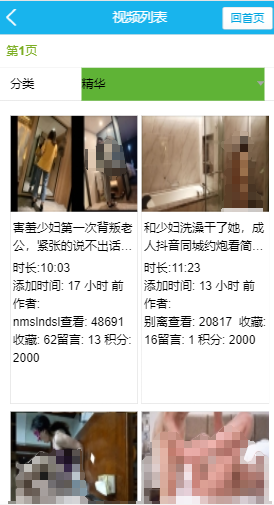 视频列表
回首页
第1页
分类
精华
害羞少妇第一次背叛老
公，紧张的说不出话…
时长:10:03
添加时间: 17 小时 前
作者:
nmslndsl查看: 48691
收藏: 62留言: 13 积分:
2000
和少妇洗澡干了她，成
人抖音同城约炮看简…
时长:11:23
添加时间: 13 小时 前
作者:
别离查看: 20817 收藏:
16留言: 1 积分: 2000